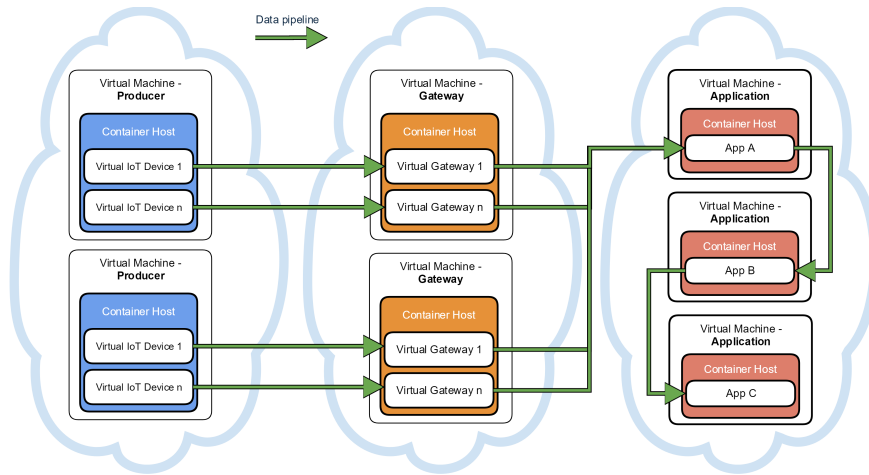 Data pipeline
Virtual Machine -
Producer
Container Host
Virtual IoT Device 1
Virtual IoT Device n
Virtual Machine -
Producer
Container Host
Virtual IoT Device 1
Virtual IoT Device n
Virtual Machine -
Gateway
Container Host
Virtual Gateway 1
Virtual Gateway n
Virtual Machine -
Gateway
Container Host
Virtual Gateway 1
Virtual Gateway n
Virtual Machine -
Application
Container Host
App A
Virtual Machine -
Application
Container Host
App B
Virtual Machine -
Application
Container Host
App C